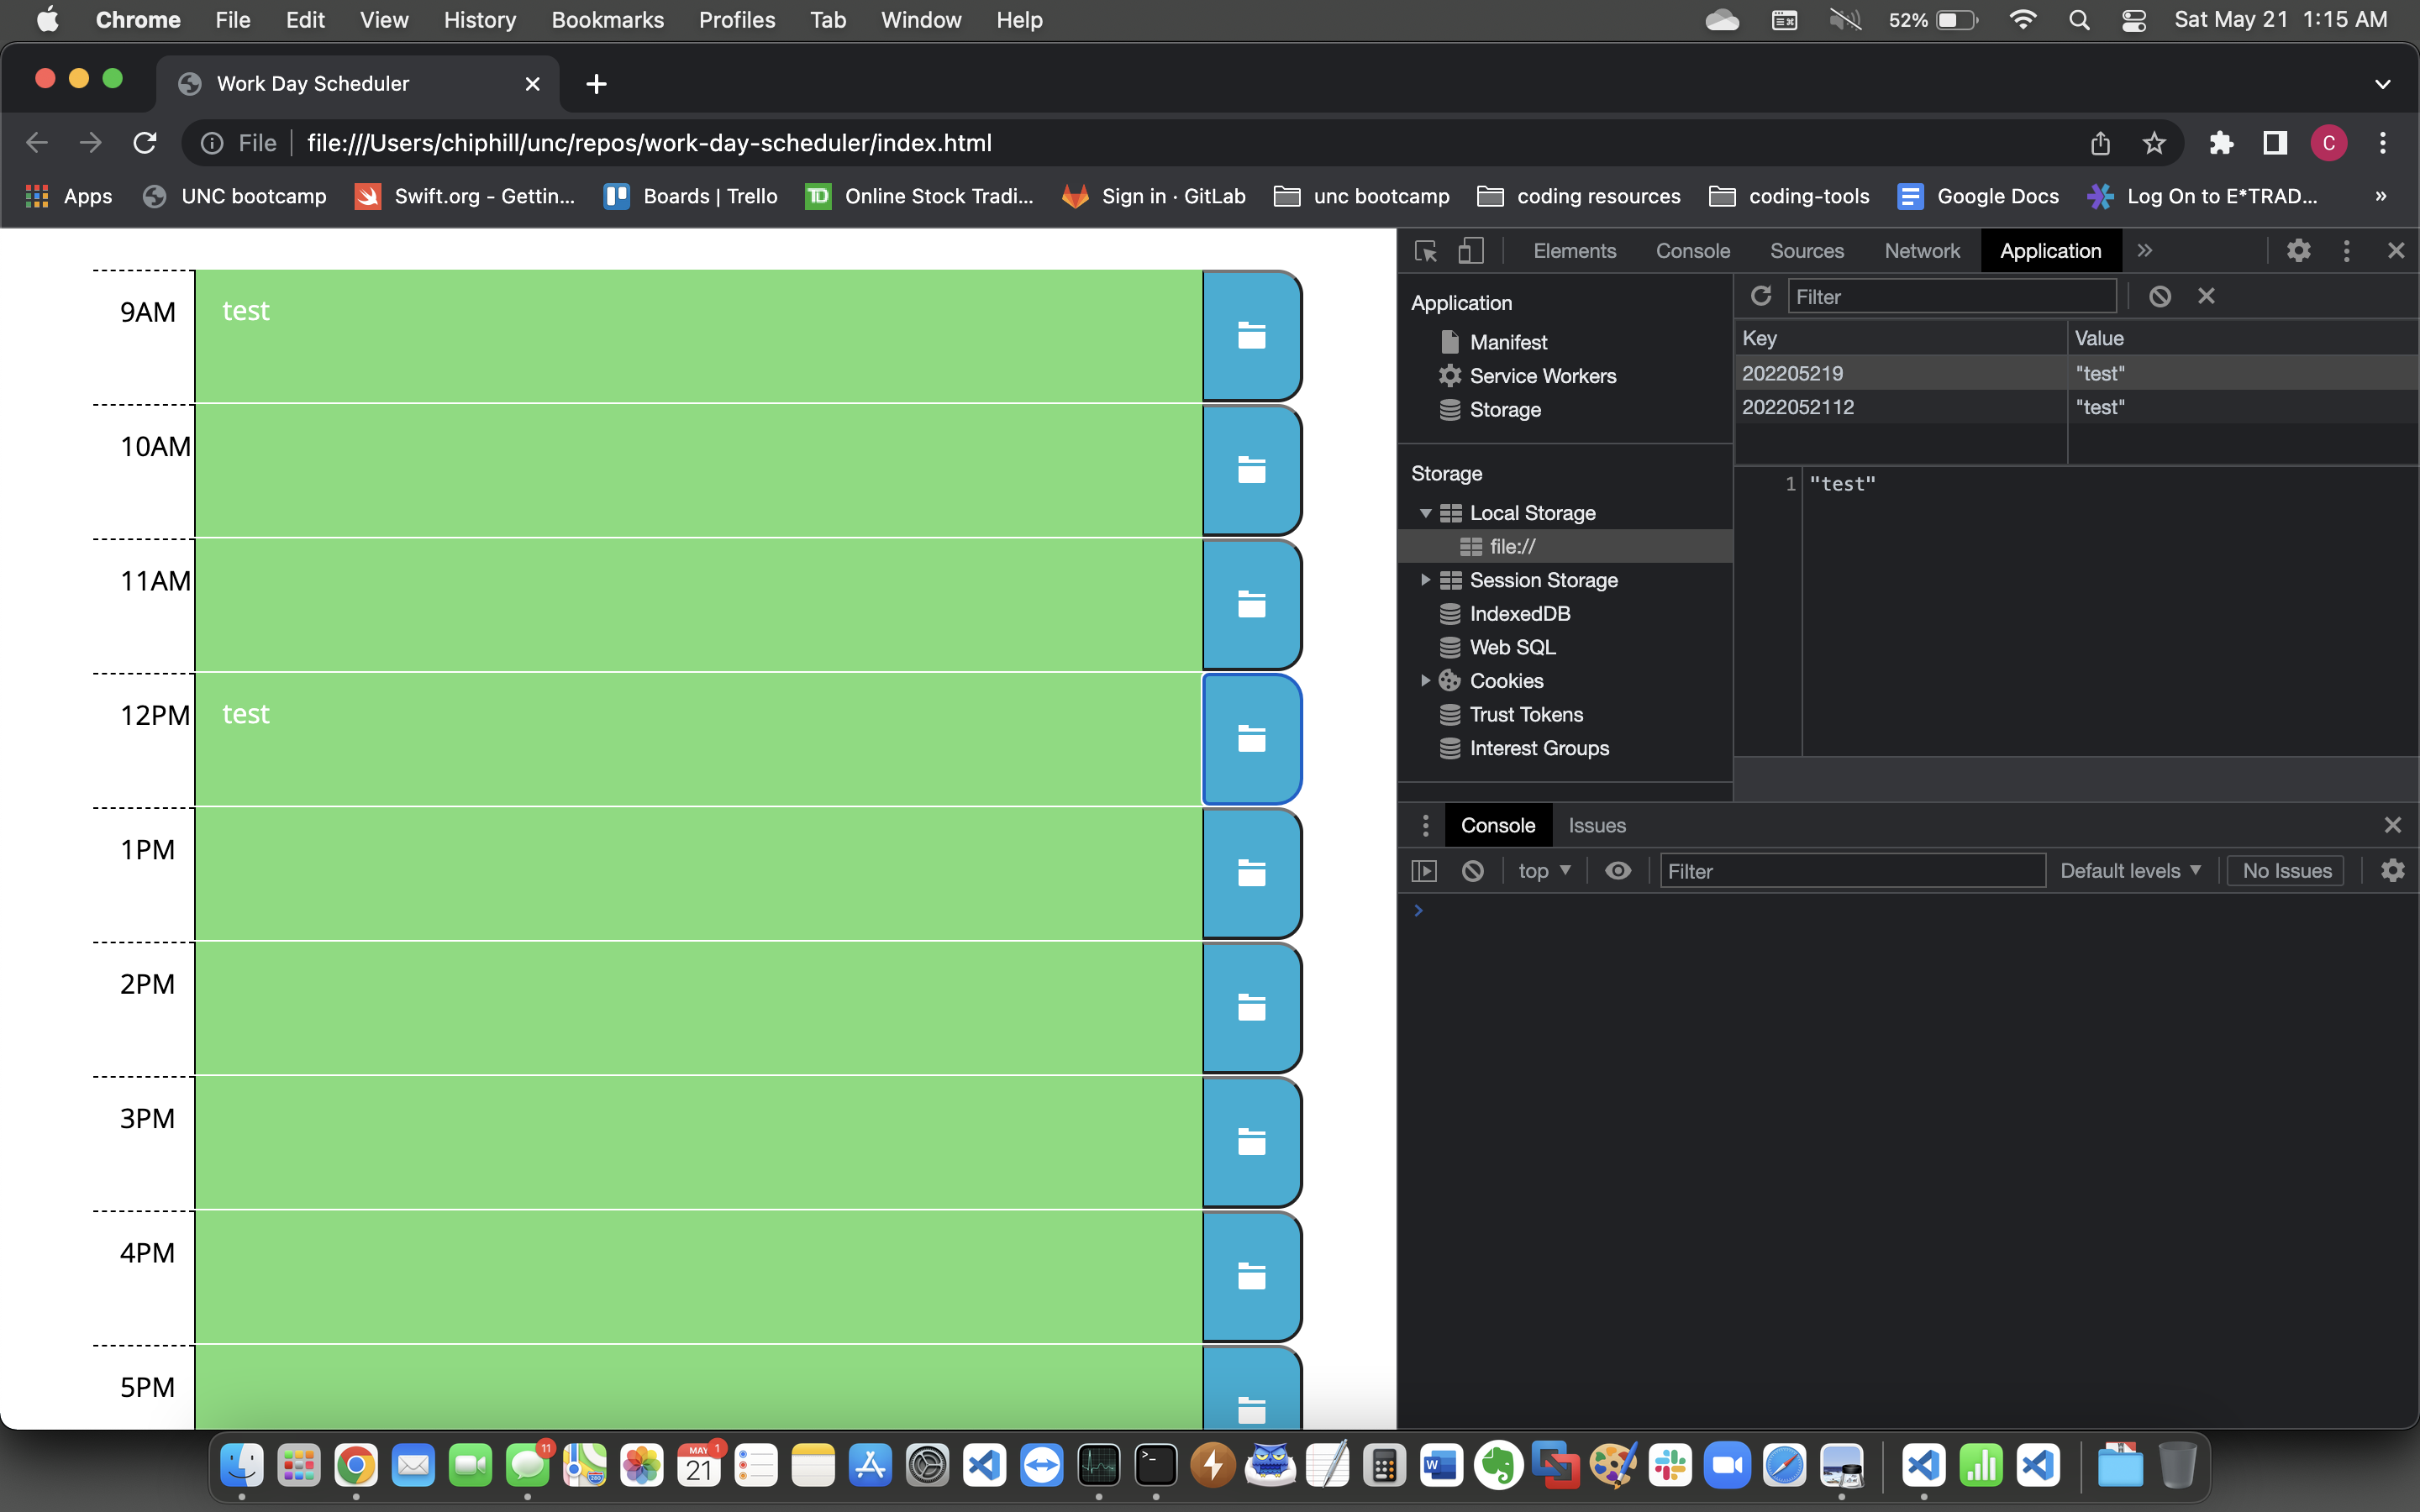 Chrome File Edit View History Bookmarks Profiles Tab Window Help 52% Sat May 21 1:15 AM
Work Day Scheduler
File file:///Users/chiphill/unc/repos/work-day-scheduler/index.html C
Apps UNC bootcamp Swift.org - Gettin... Boards | Trello TD Online Stock Tradi... Sign in · GitLab unc bootcamp coding resources coding-tools Google Docs Log On to E*TRAD... »
Elements Console Sources Network Application »
Application
Manifest
Service Workers
Storage
Storage
Local Storage
file://
Session Storage
IndexedDB
Web SQL
Cookies
Trust Tokens
Interest Groups
Filter
Key Value
202205219 "test"
2022052112 "test"
1 "test"
Console Issues
top Filter Default levels No Issues
9AM test
10AM
11AM
12PM test
1PM
2PM
3PM
4PM
5PM
11 MAY 1 21 W